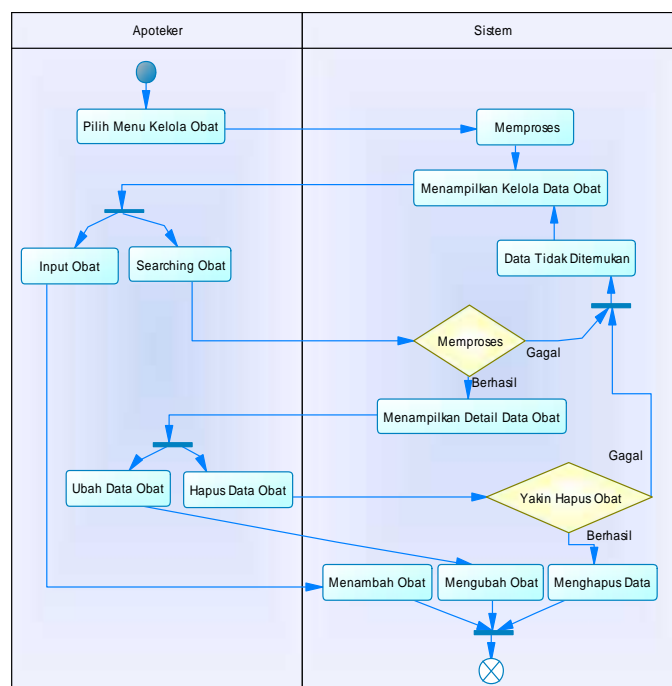 Apoteker
Sistem
Pilih Menu Kelola Obat
Memproses
Menampilkan Kelola Data Obat
Input Obat
Searching Obat
Data Tidak Ditemukan
Memproses
Gagal
Berhasil
Menampilkan Detail Data Obat
Gagal
Ubah Data Obat
Hapus Data Obat
Yakin Hapus Obat
Berhasil
Menambah Obat
Mengubah Obat
Menghapus Data